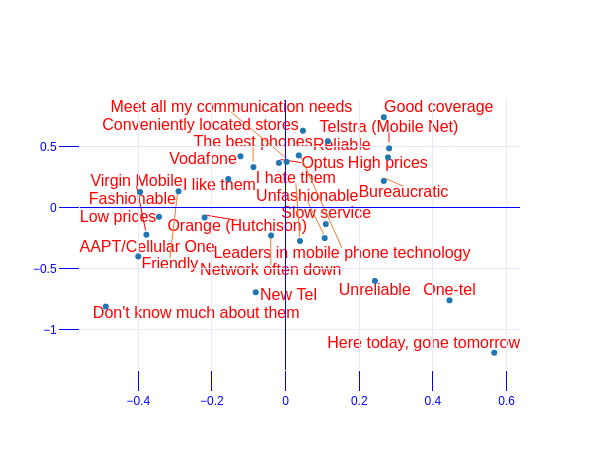 Meet all my communication needs
Good coverage
Conveniently located stores
Telstra (Mobile Net)
The best phones
Reliable
Vodafone
Optus
High prices
Virgin Mobile
I like them
I hate them
Fashionable
Unfashionable
Bureaucratic
Low prices
Slow service
Orange (Hutchison)
AAPT/Cellular One
Leaders in mobile phone technology
Friendly
Network often down
Unreliable
One-tel
New Tel
Don't know much about them
Here today, gone tomorrow
0.5
0
−0.5
−1
−0.4
−0.2
0
0.2
0.4
0.6